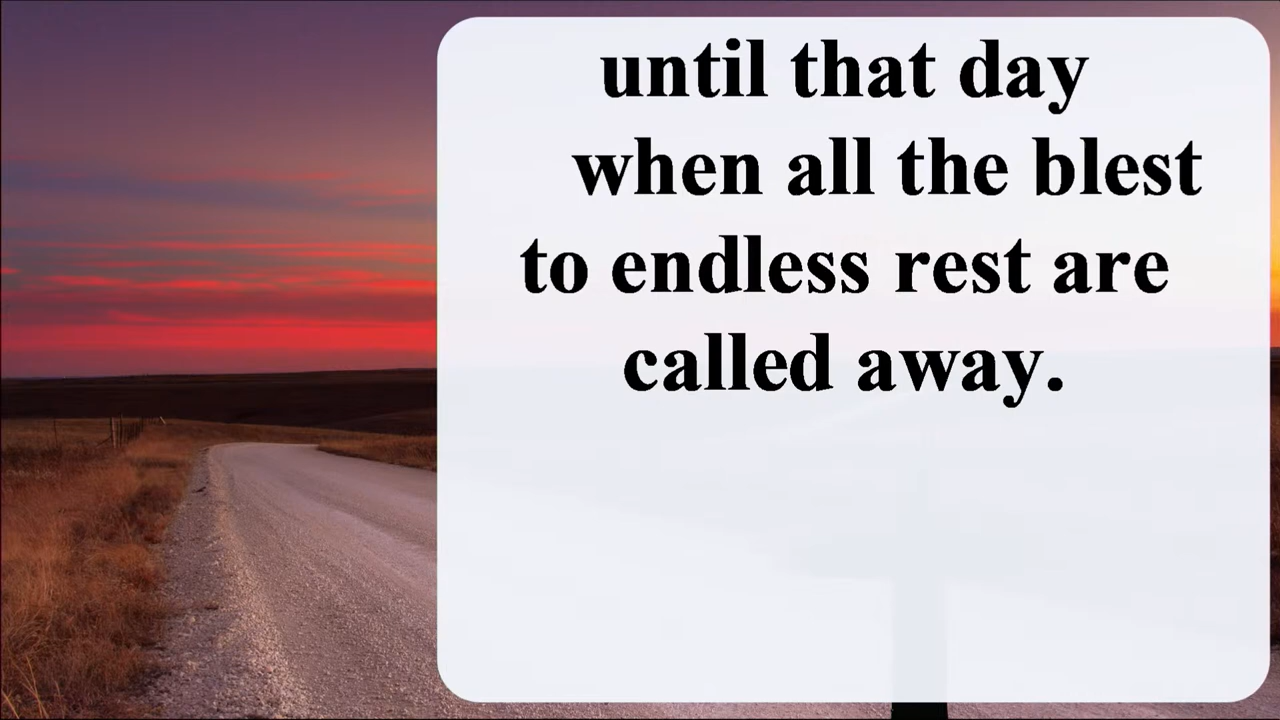 until that day
when all the blest
to endless rest are
called away.